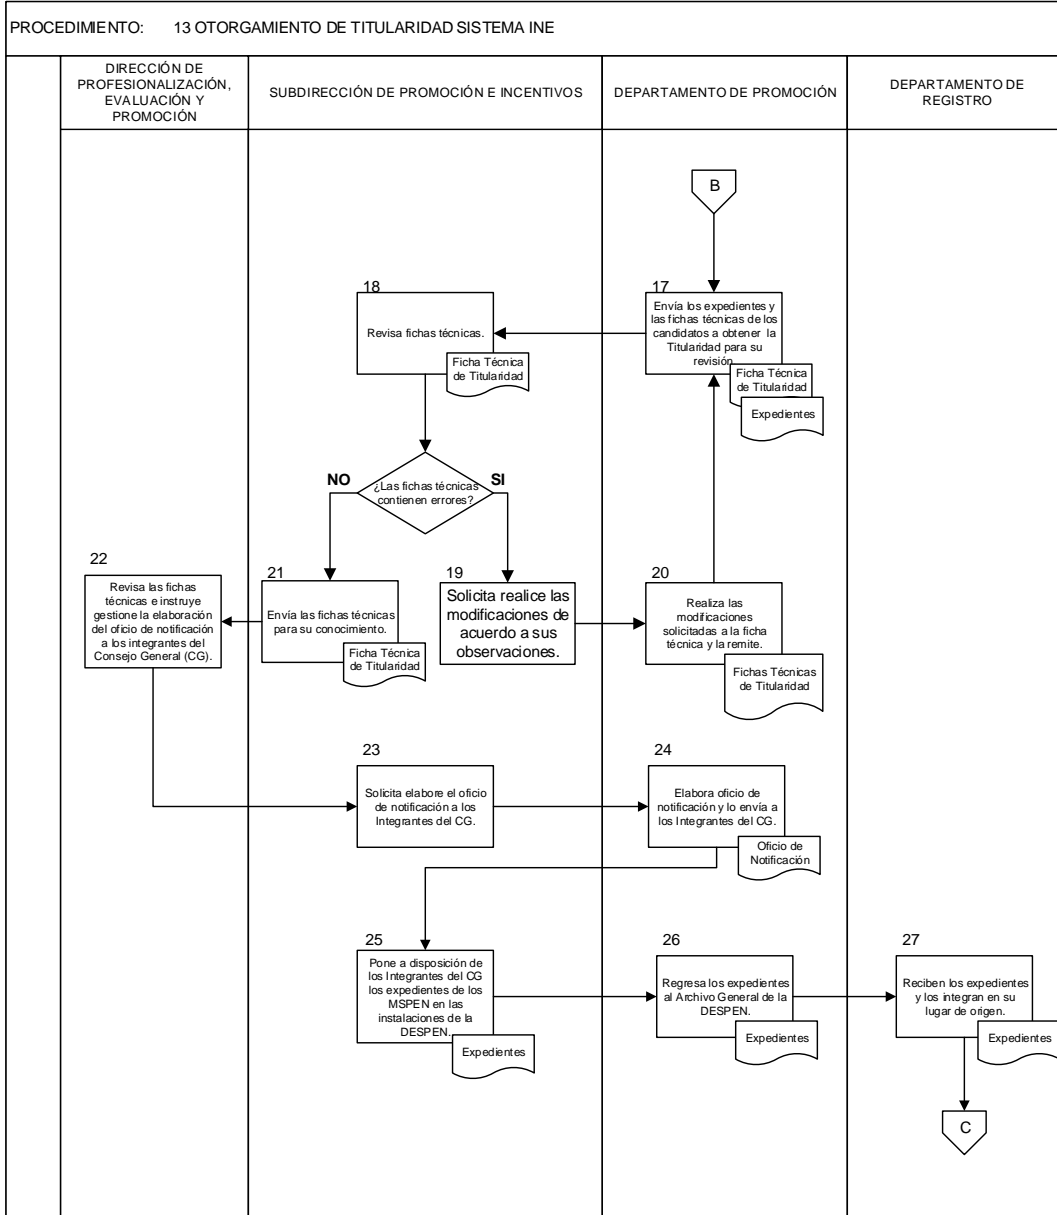 PROCEDIMIENTO: 13 OTORGAMIENTO DE TITULARIDAD SISTEMA INE
DIRECCIÓN DE
PROFESIONALIZACIÓN,
EVALUACIÓN Y
PROMOCIÓN
SUBDIRECCIÓN DE PROMOCIÓN E INCENTIVOS
DEPARTAMENTO DE PROMOCIÓN
DEPARTAMENTO DE
REGISTRO
B
17
Envía los expedientes y
las fichas técnicas de los
candidatos a obtener la
Titularidad para su
revisión.
Ficha Técnica
de Titularidad
Expedientes
18
Revisa fichas técnicas.
Ficha Técnica
de Titularidad
¿Las fichas técnicas
contienen errores?
NO
SI
19
Solicita realice las
modificaciones de
acuerdo a sus
observaciones.
20
Realiza las
modificaciones
solicitadas a la ficha
técnica y la remite.
Fichas Técnicas
de Titularidad
21
Envía las fichas técnicas
para su conocimiento.
Ficha Técnica
de Titularidad
22
Revisa las fichas
técnicas e instruye
gestione la elaboración
del oficio de notificación
a los integrantes del
Consejo General (CG).
23
Solicita elabore el oficio
de notificación a los
Integrantes del CG.
24
Elabora oficio de
notificación y lo envía a
los Integrantes del CG.
Oficio de
Notificación
25
Pone a disposición de
los Integrantes del CG
los expedientes de los
MSPEN en las
instalaciones de la
DESPEN.
Expedientes
26
Regresa los expedientes
al Archivo General de la
DESPEN.
Expedientes
27
Reciben los expedientes
y los integran en su
lugar de origen.
Expedientes
C